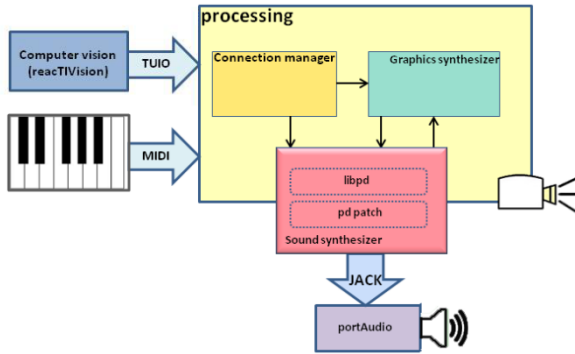 processing
Computer vision
(reacTIVision)
TUIO
Connection manager
Graphics synthesizer
MIDI
libpd
pd patch
Sound synthesizer
JACK
portAudio